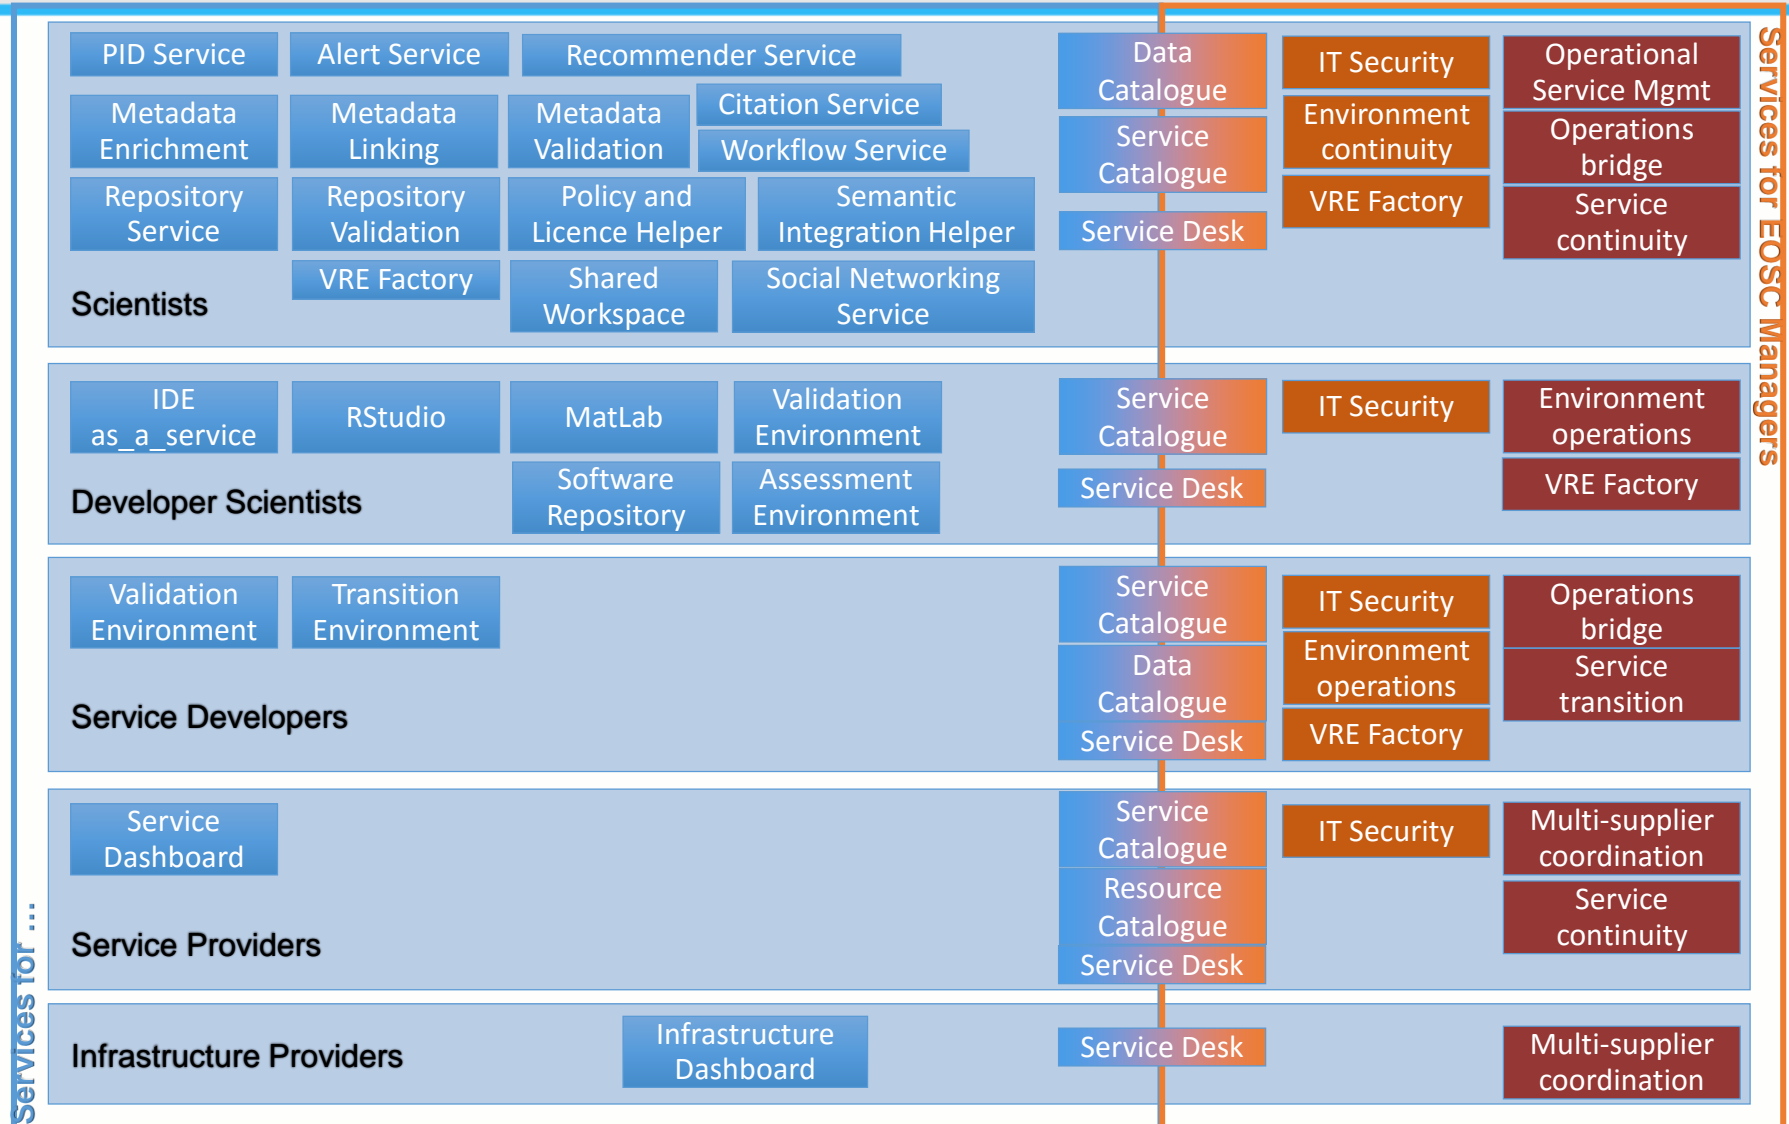 PID Service
Alert Service
Recommender Service
Metadata
Enrichment
Metadata
Linking
Metadata
Validation
Citation Service
Workflow Service
Repository
Service
Repository
Validation
Policy and
Licence Helper
Semantic
Integration Helper
VRE Factory
Shared
Workspace
Social Networking
Service
Scientists
Data
Catalogue
Service
Catalogue
Service Desk
IT Security
Environment
continuity
VRE Factory
Operational
Service Mgmt
Operations
bridge
Service
continuity
IDE
as_a_service
RStudio
MatLab
Validation
Environment
Software
Repository
Assessment
Environment
Developer Scientists
Service
Catalogue
Service Desk
IT Security
Environment
operations
VRE Factory
Validation
Environment
Transition
Environment
Service Developers
Service
Catalogue
Data
Catalogue
Service Desk
IT Security
Environment
operations
VRE Factory
Operations
bridge
Service
transition
Service
Dashboard
Service Providers
Service
Catalogue
Resource
Catalogue
Service Desk
IT Security
Multi-supplier
coordination
Service
continuity
Infrastructure Providers
Infrastructure
Dashboard
Service Desk
Multi-supplier
coordination
Services for ...
Services for EOSC Managers